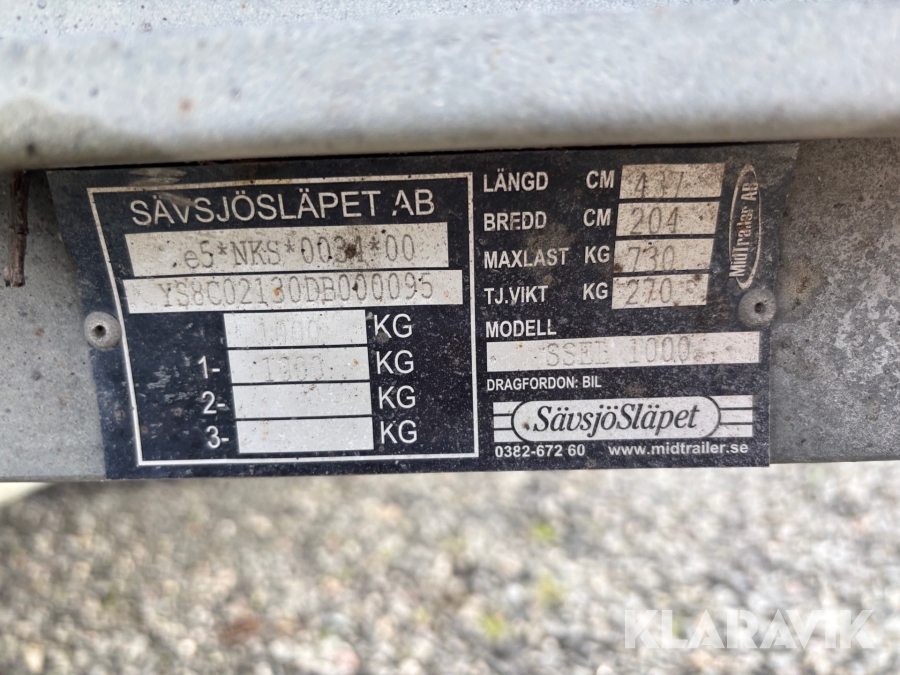 SÄVSJÖSLÄPET AB
e5*NKS*0034*00
YS8C02130DB000095
1000 KG
1- 1000 KG
2- KG
3- KG
LÄNGD CM 437
BREDD CM 204
MAXLAST KG 730
TJ.VIKT KG 270
MODELL
SSEL 1000
DRAGFORDON: BIL
SävsjöSläpet
0382-672 60 www.midtrailer.se
MIDTrailer AB
KLARAVIK